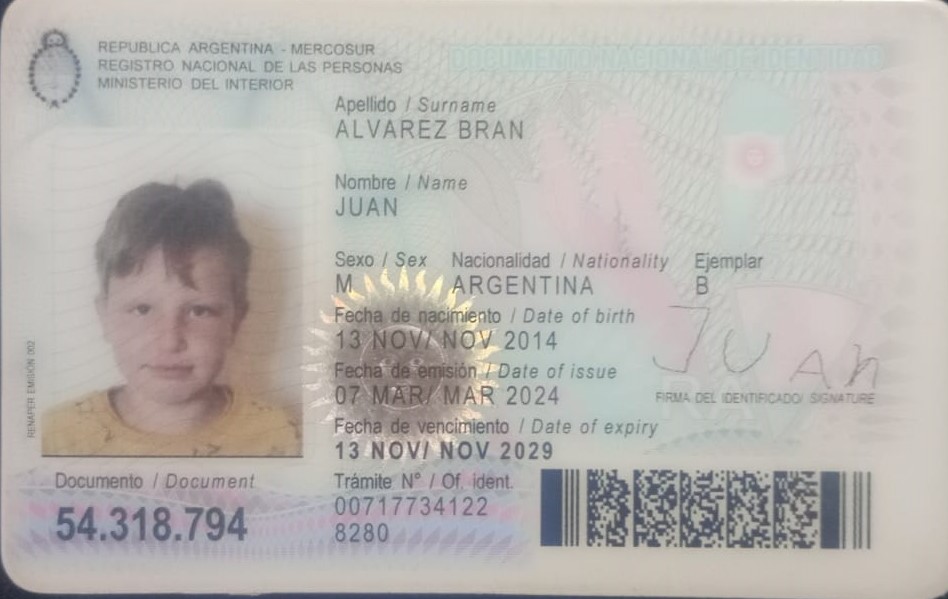 REPUBLICA ARGENTINA - MERCOSUR
REGISTRO NACIONAL DE LAS PERSONAS
MINISTERIO DEL INTERIOR
DOCUMENTO NACIONAL DE IDENTIDAD
Apellido / Surname
ALVAREZ BRAN
Nombre / Name
JUAN
Sexo / Sex Nacionalidad / Nationality Ejemplar
M ARGENTINA B
Fecha de nacimiento / Date of birth
13 NOV/ NOV 2014
Fecha de emisión / Date of issue
07 MAR/ MAR 2024
JUAN
FIRMA DEL IDENTIFICADO/ SIGNATURE
RA
Fecha de vencimiento / Date of expiry
13 NOV/ NOV 2029
RENAPER EMISION 002
Documento / Document
54.318.794
Trámite N° / Of. ident.
00717734122
8280